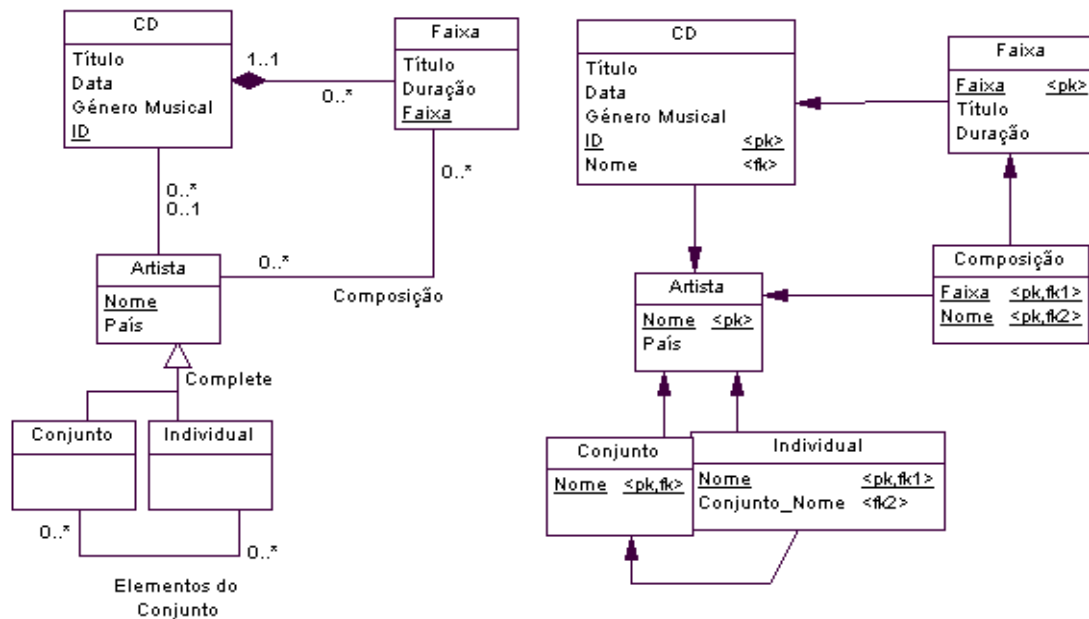 CD
Título
Data
Género Musical
ID
1..1
0..*
Faixa
Título
Duração
Faixa
0..*
0..*
0..1
Artista
Nome
País
0..*
Composição
Complete
Conjunto
Individual
0..*
0..*
Elementos do
Conjunto
CD
Título
Data
Género Musical
ID <pk>
Nome <fk>
Faixa
Faixa <pk>
Título
Duração
Composição
Faixa <pk,fk1>
Nome <pk,fk2>
Artista
Nome <pk>
País
Conjunto
Nome <pk,fk>
Individual
Nome <pk,fk1>
Conjunto_Nome <fk2>